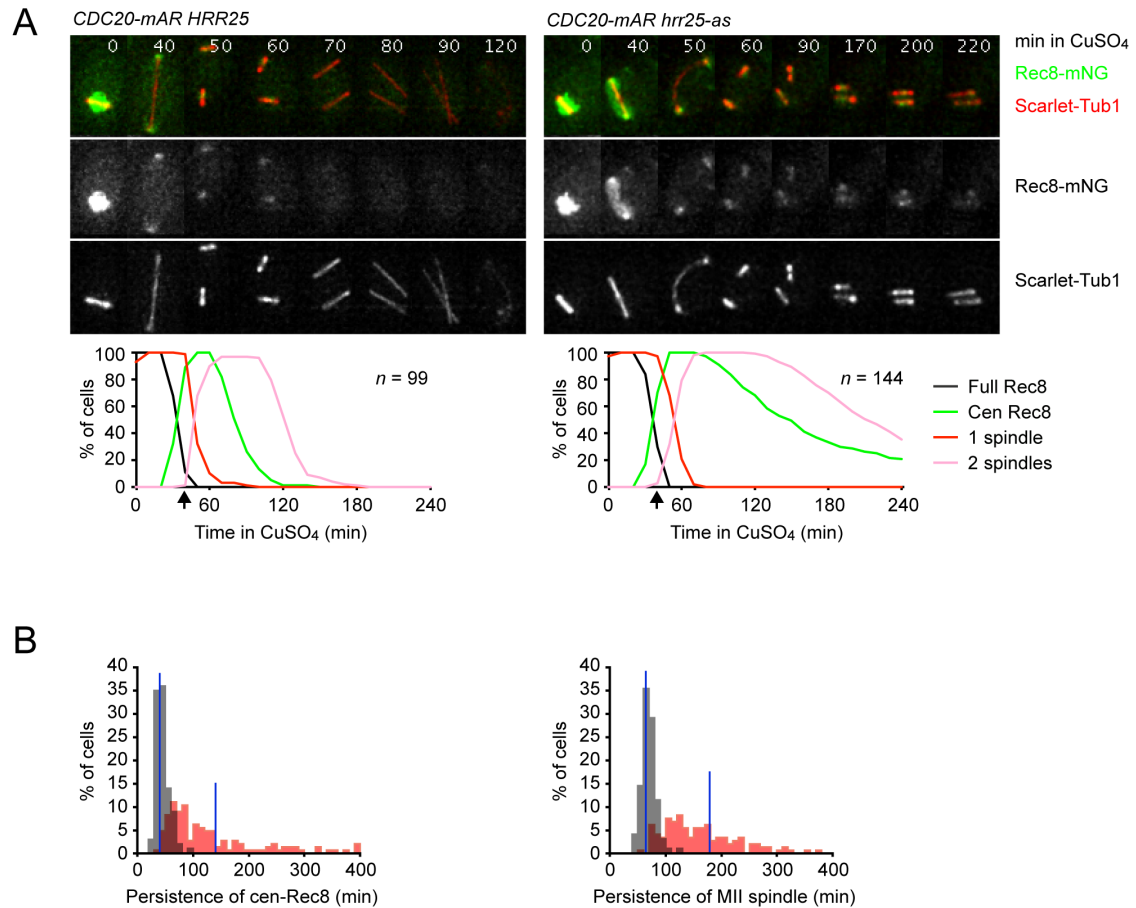 A
CDC20-mAR HRR25
CDC20-mAR hrr25-as
0 40 50 60 70 80 90 120
0 40 50 60 90 170 200 220
min in CuSO₄
Rec8-mNG
Scarlet-Tub1
Rec8-mNG
Scarlet-Tub1
% of cells
100
80
60
40
20
0
n = 99
0 60 120 180 240
Time in CuSO₄ (min)
% of cells
100
80
60
40
20
0
n = 144
0 60 120 180 240
Time in CuSO₄ (min)
Full Rec8
Cen Rec8
1 spindle
2 spindles
B
% of cells
40
35
30
25
20
15
10
5
0
0 100 200 300 400
Persistence of cen-Rec8 (min)
% of cells
40
35
30
25
20
15
10
5
0
0 100 200 300 400
Persistence of MII spindle (min)